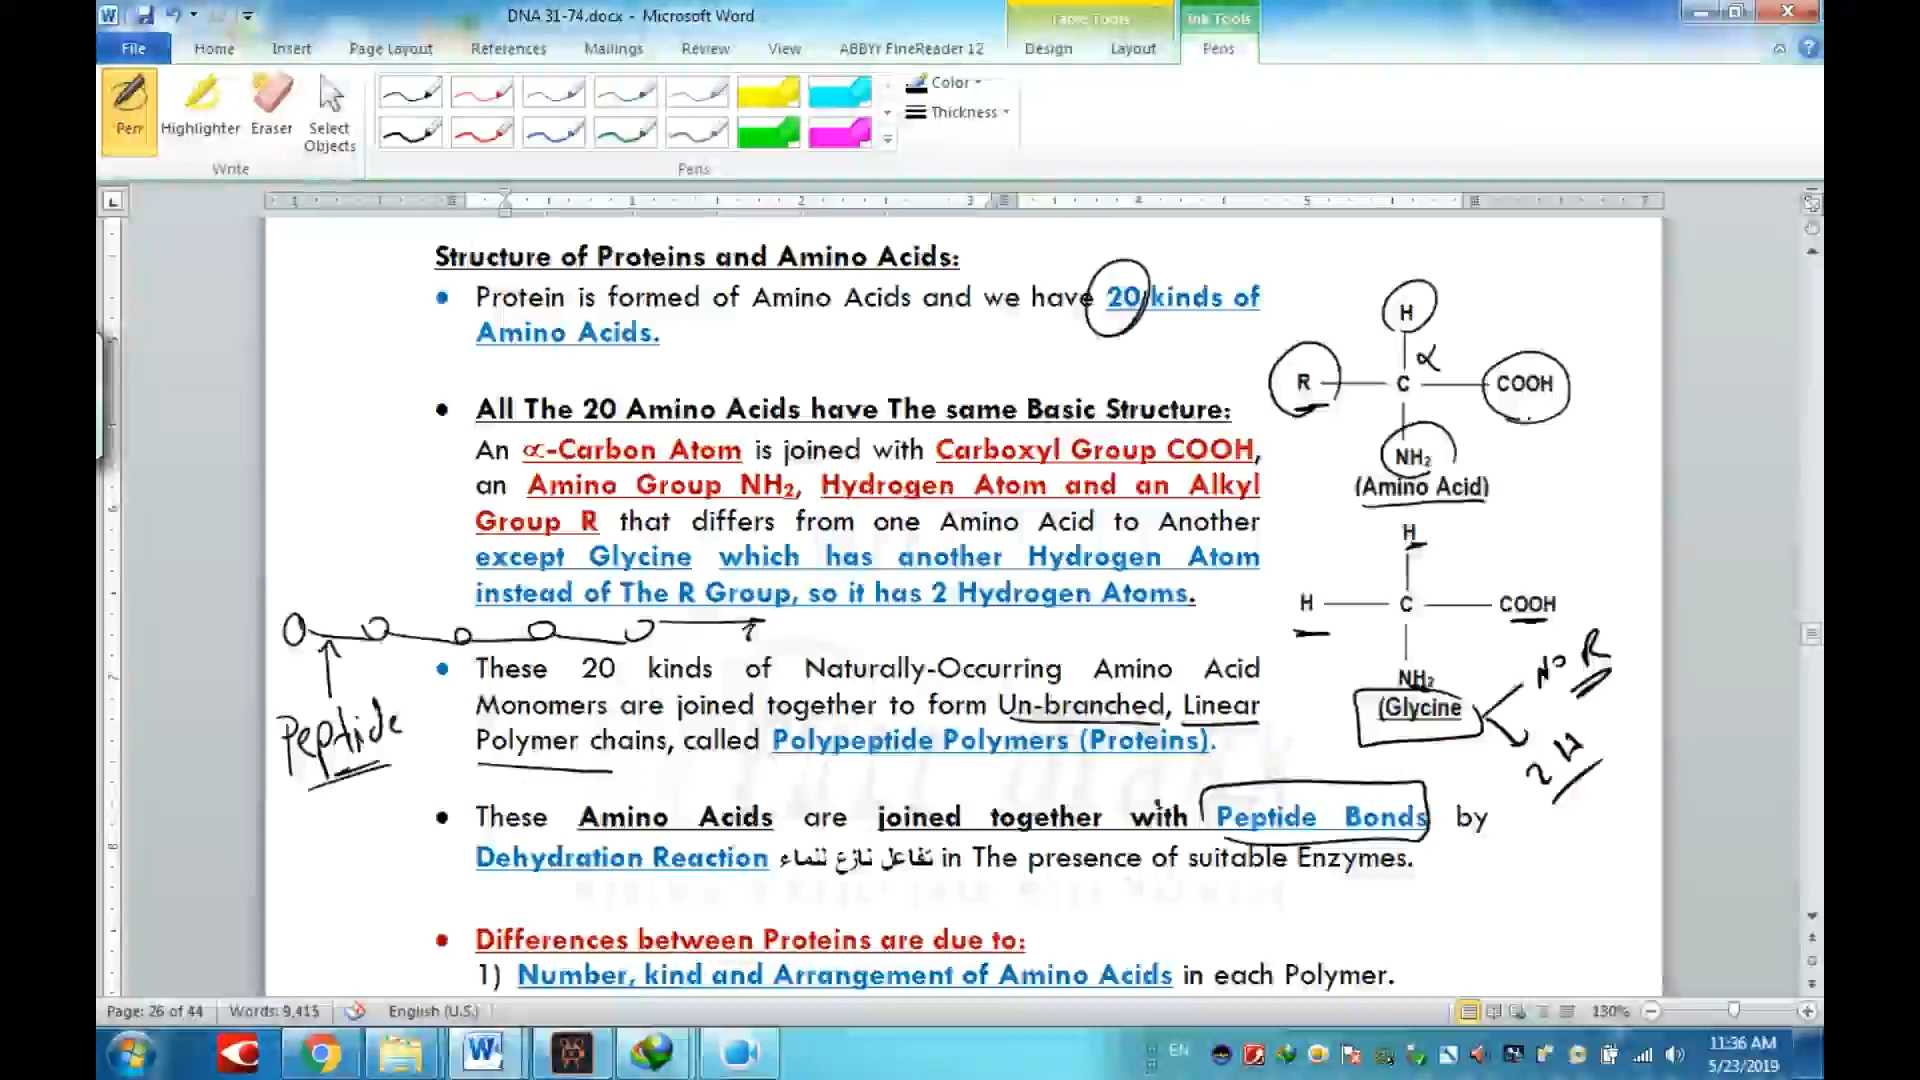 DNA 31-74.docx - Microsoft Word
Table Tools
Ink Tools
File Home Insert Page Layout References Mailings Review View ABBYY FineReader 12 Design Layout Pens
Pen Highlighter Eraser Select Objects
Color
Thickness
Write
Pens
Structure of Proteins and Amino Acids:
Protein is formed of Amino Acids and we have 20 kinds of
Amino Acids.
All The 20 Amino Acids have The same Basic Structure:
An ∝-Carbon Atom is joined with Carboxyl Group COOH,
an Amino Group NH₂, Hydrogen Atom and an Alkyl
Group R that differs from one Amino Acid to Another
except Glycine which has another Hydrogen Atom
instead of The R Group, so it has 2 Hydrogen Atoms.
These 20 kinds of Naturally-Occurring Amino Acid
Monomers are joined together to form Un-branched, Linear
Polymer chains, called Polypeptide Polymers (Proteins).
These Amino Acids are joined together with Peptide Bonds by
Dehydration Reaction تفاعل نازع للماء in The presence of suitable Enzymes.
Differences between Proteins are due to:
1) Number, kind and Arrangement of Amino Acids in each Polymer.
H
α
R C COOH
NH₂
(Amino Acid)
H
H C COOH
NH₂
(Glycine
No R
2 H
Peptide
Page: 26 of 44 Words: 9,415 English (U.S.) 130%
EN
11:36 AM
5/23/2019